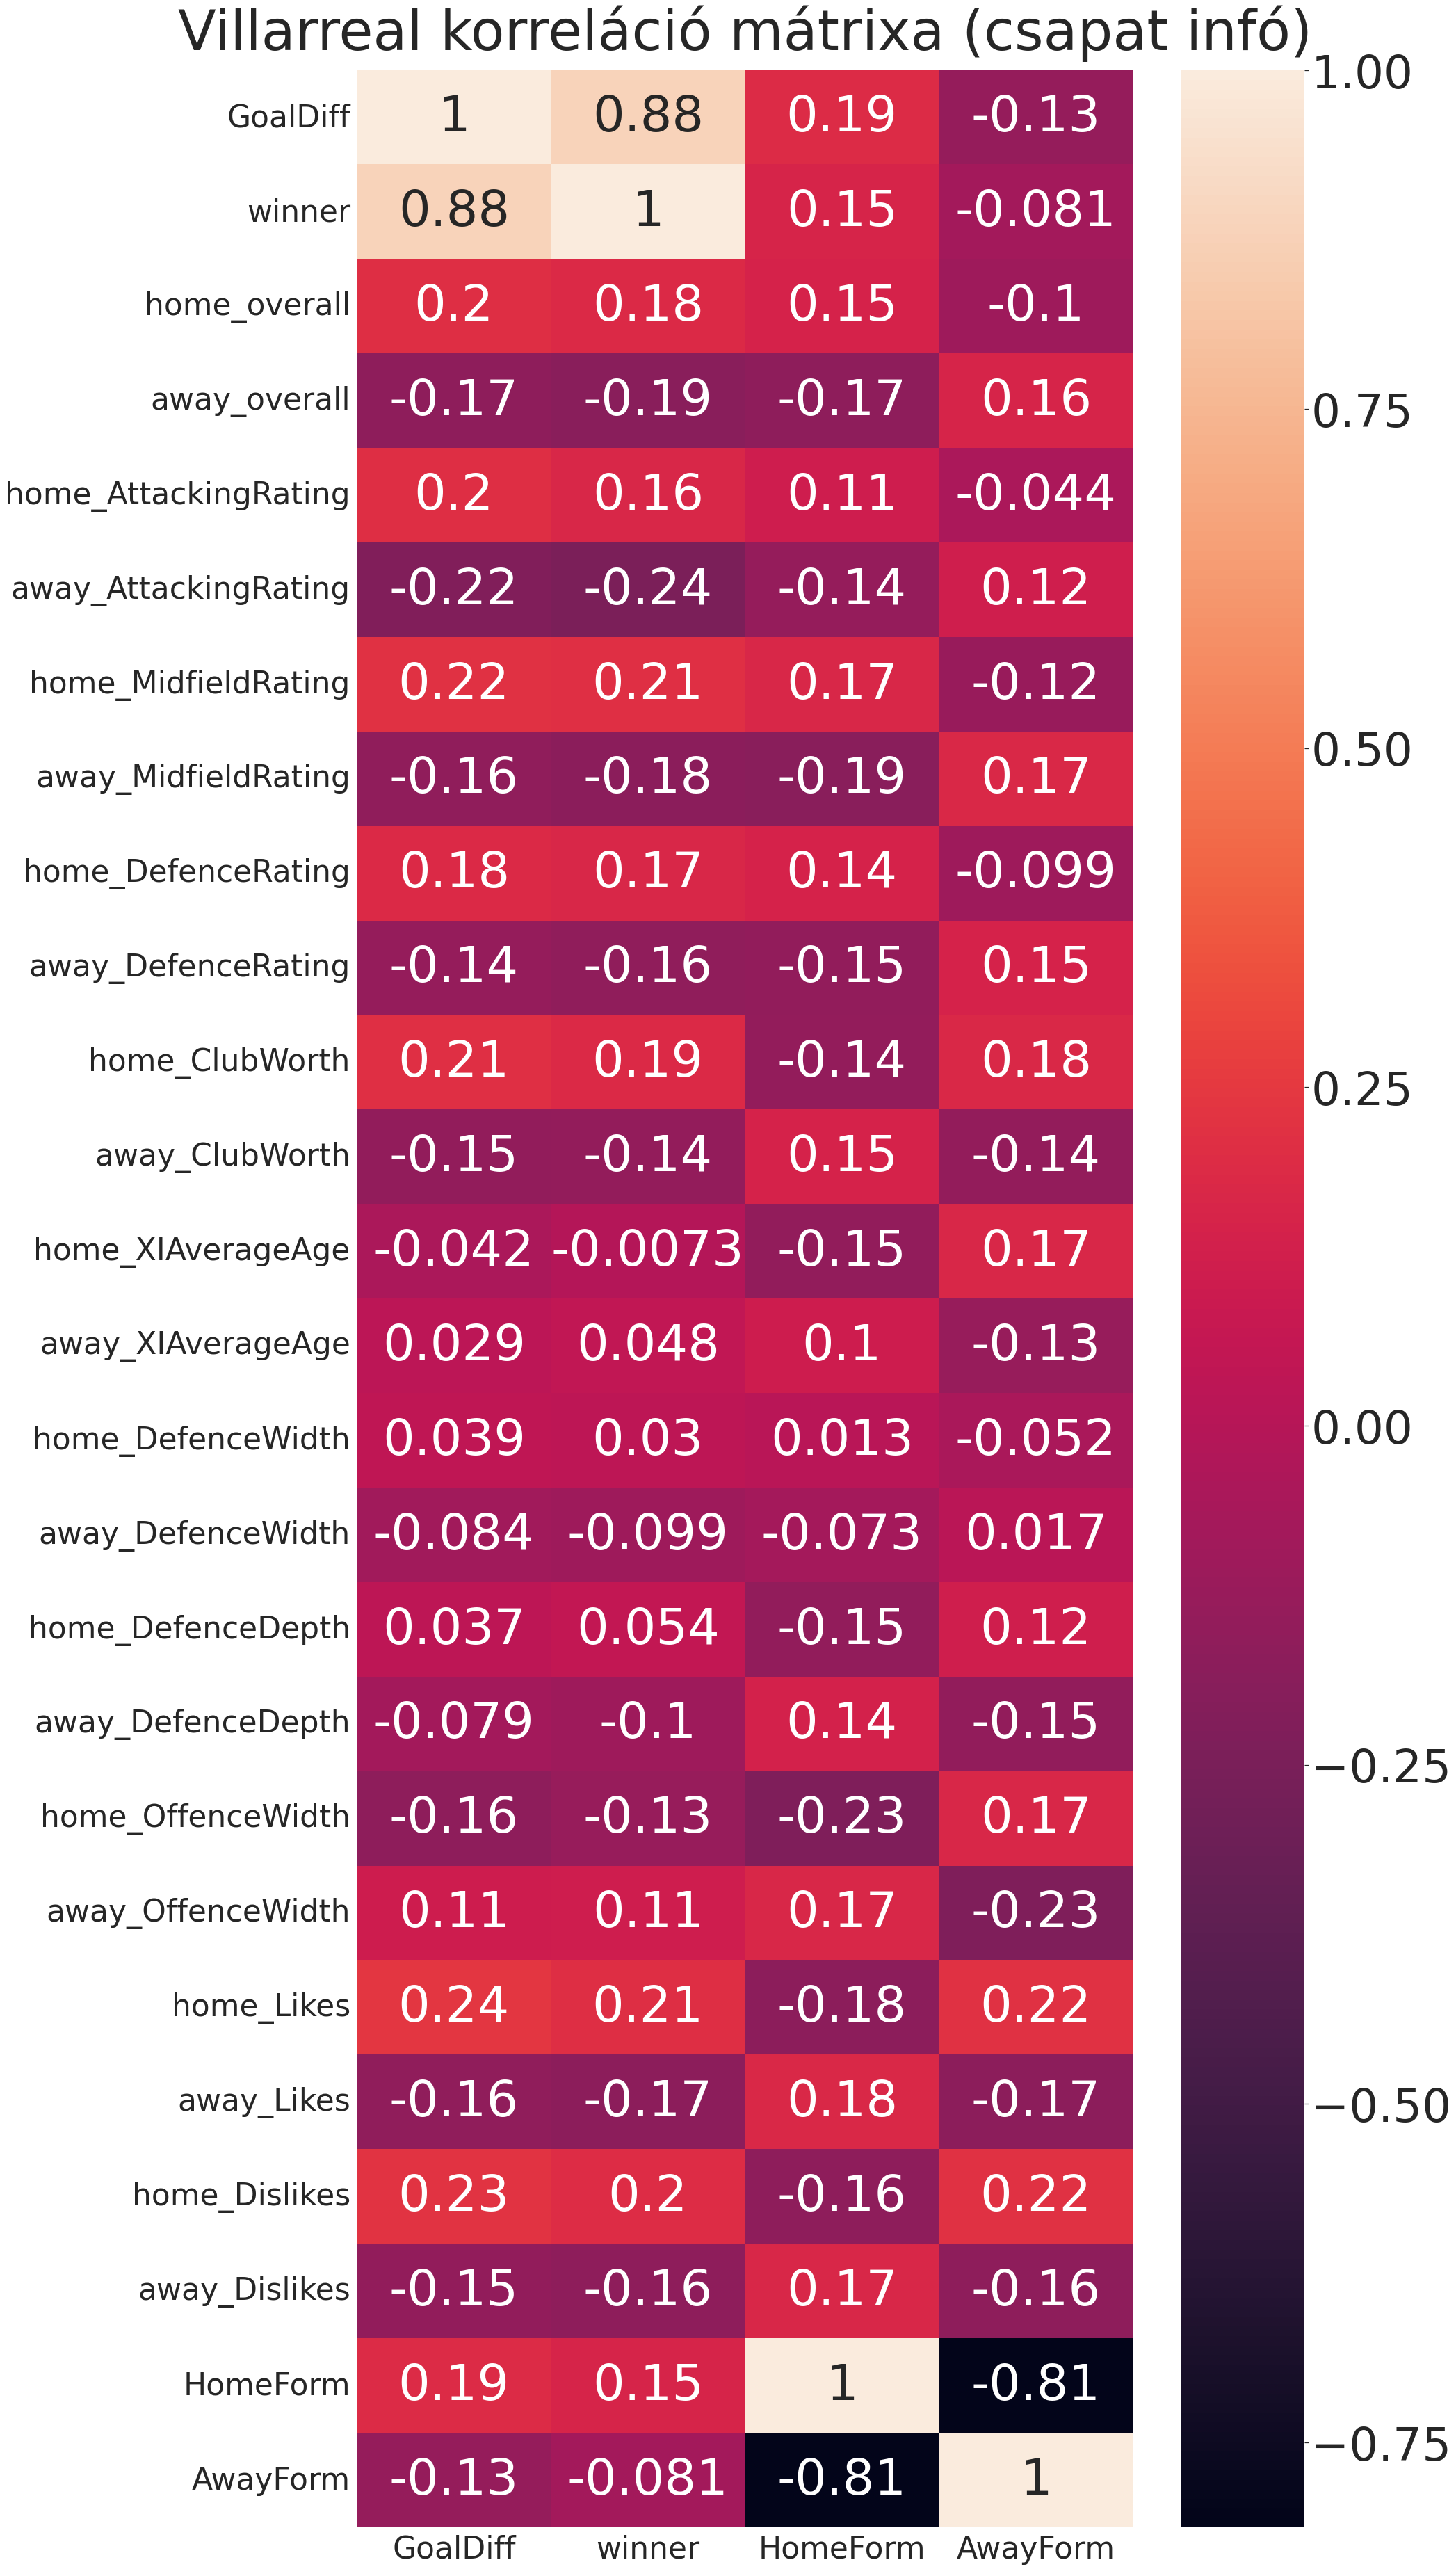 Villarreal korreláció mátrixa (csapat infó)
GoalDiff 1 0.88 0.19 -0.13
winner 0.88 1 0.15 -0.081
home_overall 0.2 0.18 0.15 -0.1
away_overall -0.17 -0.19 -0.17 0.16
home_AttackingRating 0.2 0.16 0.11 -0.044
away_AttackingRating -0.22 -0.24 -0.14 0.12
home_MidfieldRating 0.22 0.21 0.17 -0.12
away_MidfieldRating -0.16 -0.18 -0.19 0.17
home_DefenceRating 0.18 0.17 0.14 -0.099
away_DefenceRating -0.14 -0.16 -0.15 0.15
home_ClubWorth 0.21 0.19 -0.14 0.18
away_ClubWorth -0.15 -0.14 0.15 -0.14
home_XIAverageAge -0.042 -0.0073 -0.15 0.17
away_XIAverageAge 0.029 0.048 0.1 -0.13
home_DefenceWidth 0.039 0.03 0.013 -0.052
away_DefenceWidth -0.084 -0.099 -0.073 0.017
home_DefenceDepth 0.037 0.054 -0.15 0.12
away_DefenceDepth -0.079 -0.1 0.14 -0.15
home_OffenceWidth -0.16 -0.13 -0.23 0.17
away_OffenceWidth 0.11 0.11 0.17 -0.23
home_Likes 0.24 0.21 -0.18 0.22
away_Likes -0.16 -0.17 0.18 -0.17
home_Dislikes 0.23 0.2 -0.16 0.22
away_Dislikes -0.15 -0.16 0.17 -0.16
HomeForm 0.19 0.15 1 -0.81
AwayForm -0.13 -0.081 -0.81 1
GoalDiff winner HomeForm AwayForm
1.00
0.75
0.50
0.25
0.00
−0.25
−0.50
−0.75